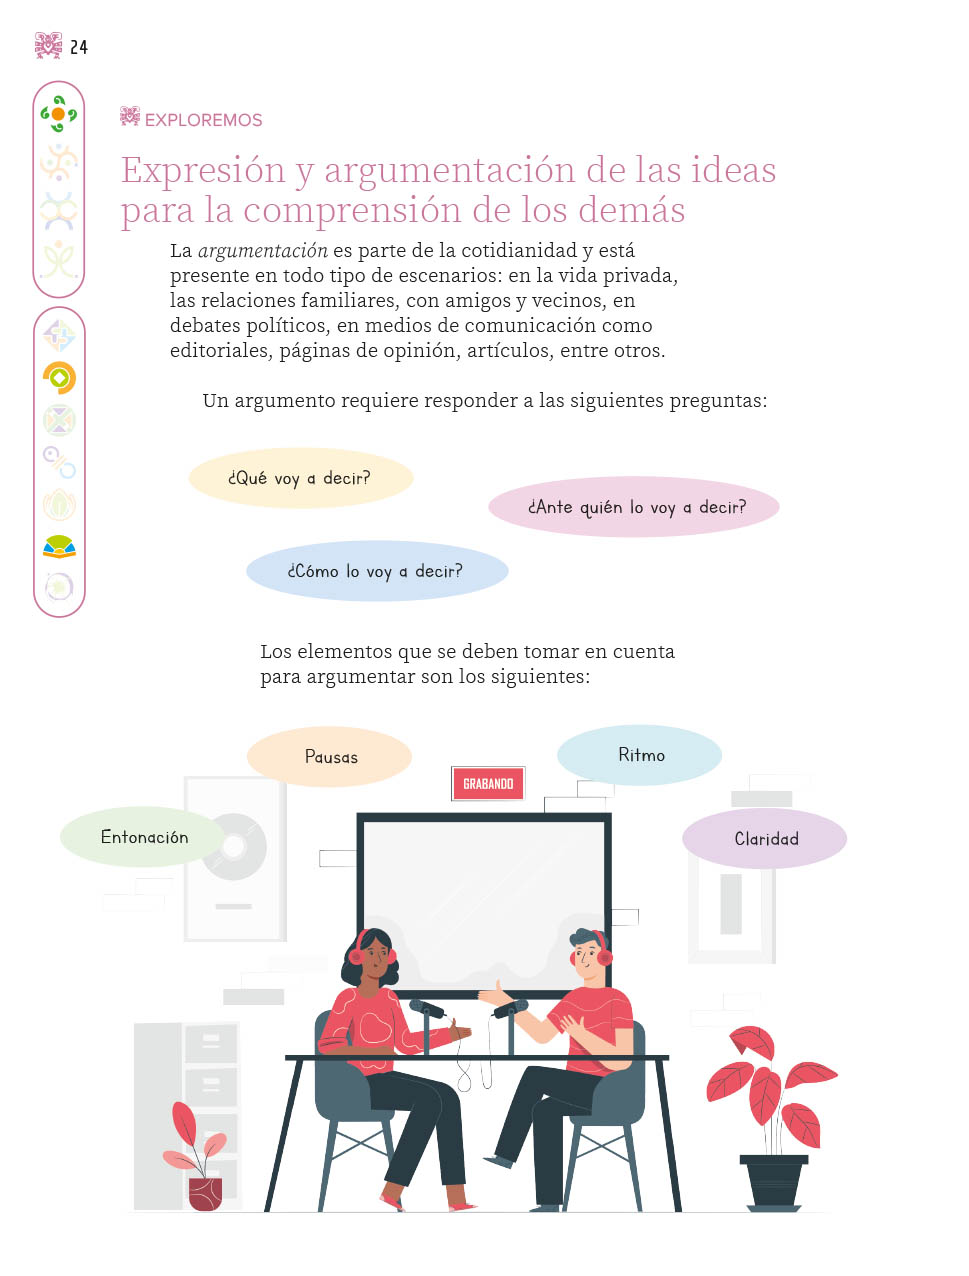 24
EXPLOREMOS
Expresión y argumentación de las ideas
para la comprensión de los demás
La argumentación es parte de la cotidianidad y está
presente en todo tipo de escenarios: en la vida privada,
las relaciones familiares, con amigos y vecinos, en
debates políticos, en medios de comunicación como
editoriales, páginas de opinión, artículos, entre otros.
Un argumento requiere responder a las siguientes preguntas:
¿Qué voy a decir?
¿Ante quién lo voy a decir?
¿Cómo lo voy a decir?
Los elementos que se deben tomar en cuenta
para argumentar son los siguientes:
Pausas
Ritmo
GRABANDO
Entonación
Claridad